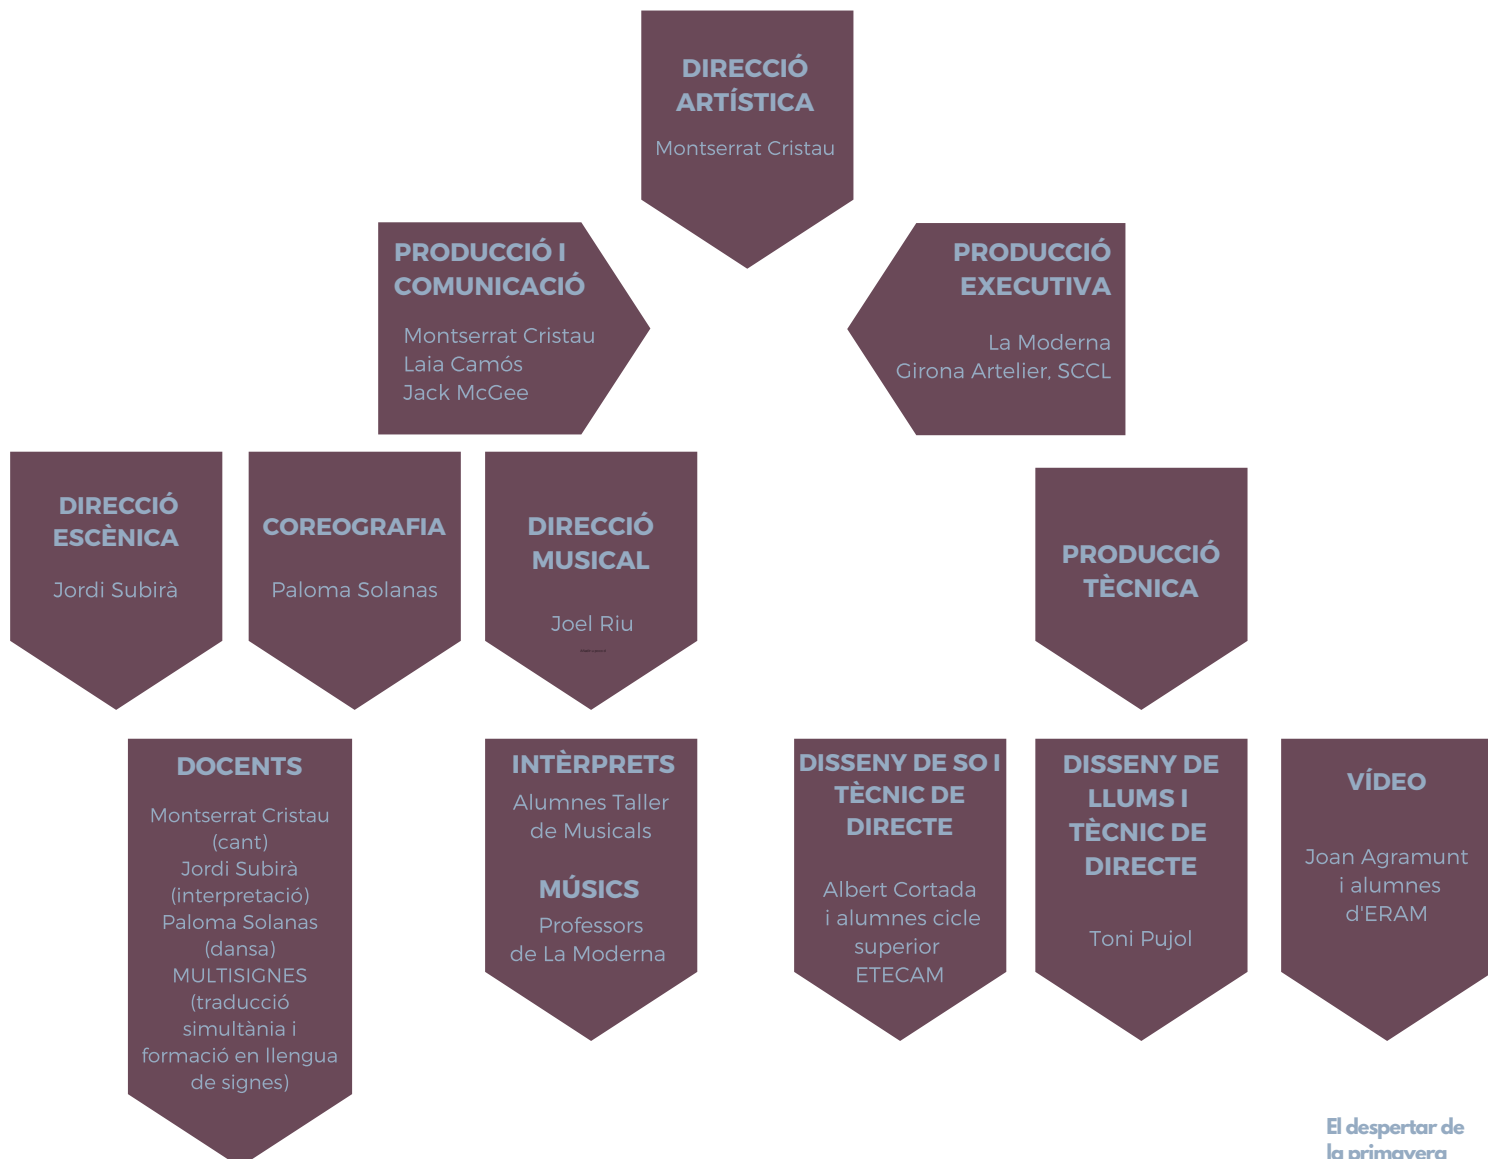 DIRECCIÓ
ARTÍSTICA
Montserrat Cristau
PRODUCCIÓ I
COMUNICACIÓ
Montserrat Cristau
Laia Camós
Jack McGee
PRODUCCIÓ
EXECUTIVA
La Moderna
Girona Artelier, SCCL
DIRECCIÓ
ESCÈNICA
Jordi Subirà
COREOGRAFIA
Paloma Solanas
DIRECCIÓ
MUSICAL
Joel Riu
PRODUCCIÓ
TÈCNICA
DOCENTS
Montserrat Cristau
(cant)
Jordi Subirà
(interpretació)
Paloma Solanas
(dansa)
MULTISIGNES
(traducció
simultània i
formació en llengua
de signes)
INTÈRPRETS
Alumnes Taller
de Musicals
MÚSICS
Professors
de La Moderna
DISSENY DE SO I
TÈCNIC DE
DIRECTE
Albert Cortada
i alumnes cicle
superior
ETECAM
DISSENY DE
LLUMS I
TÈCNIC DE
DIRECTE
Toni Pujol
VÍDEO
Joan Agramunt
i alumnes
d'ERAM
El despertar de
la primavera